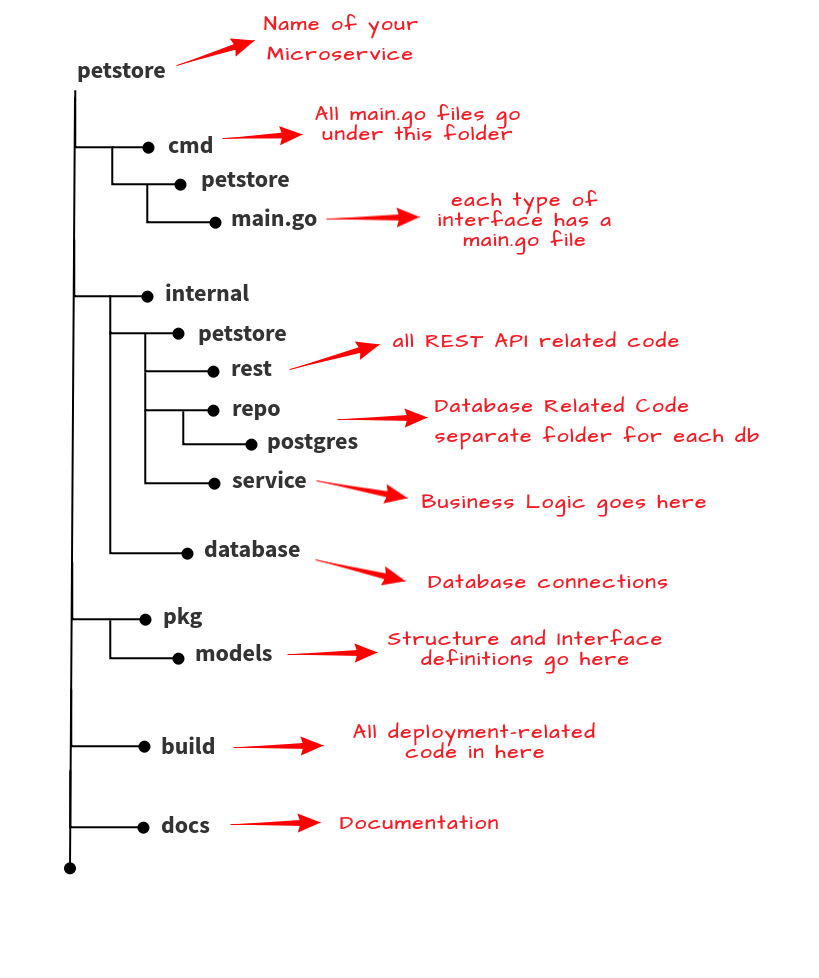 Name of your
Microservice
petstore
All main.go files go
under this folder
cmd
petstore
main.go
each type of
interface has a
main.go file
internal
petstore
all REST API related code
rest
repo
Database Related Code
separate folder for each db
postgres
service
Business Logic goes here
database
Database connections
pkg
models
Structure and Interface
definitions go here
build
All deployment-related
code in here
docs
Documentation